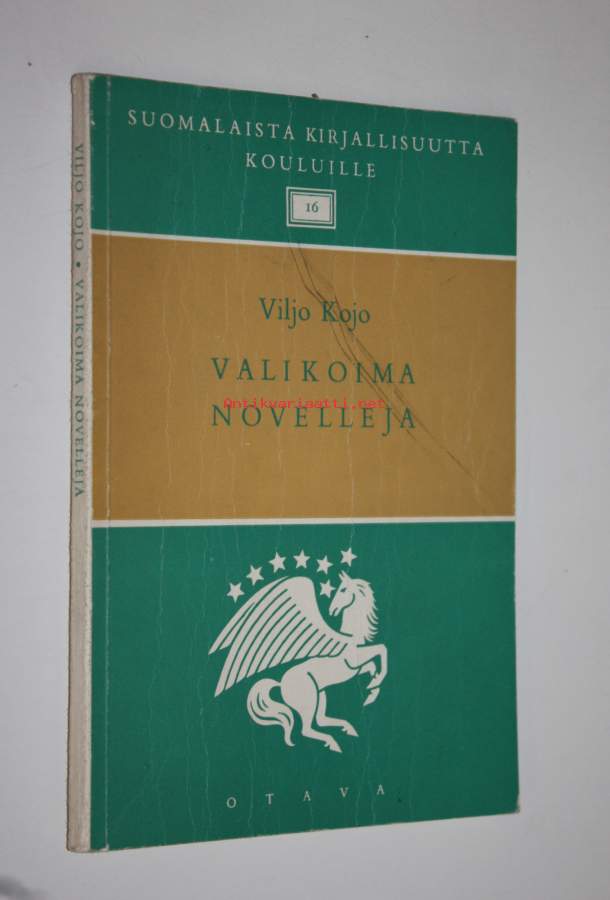 SUOMALAISTA KIRJALLISUUTTA
KOULUILLE
16
Viljo Kojo
VALIKOIMA
Antikvariaatti.net
NOVELLEJA
OTAVA
VILJO KOJO • VALIKOIMA NOVELLEJA